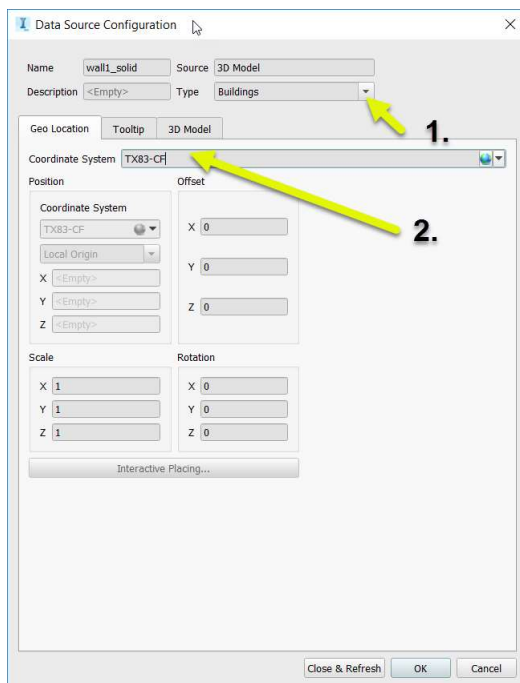 Data Source Configuration
Name wall1_solid Source 3D Model
Description <Empty> Type Buildings
1.
Geo Location Tooltip 3D Model
Coordinate System TX83-CF
2.
Position Offset
Coordinate System
TX83-CF
X 0
Local Origin
Y 0
X <Empty>
Y <Empty>
Z 0
Z <Empty>
Scale Rotation
X 1 X 0
Y 1 Y 0
Z 1 Z 0
Interactive Placing...
Close & Refresh OK Cancel